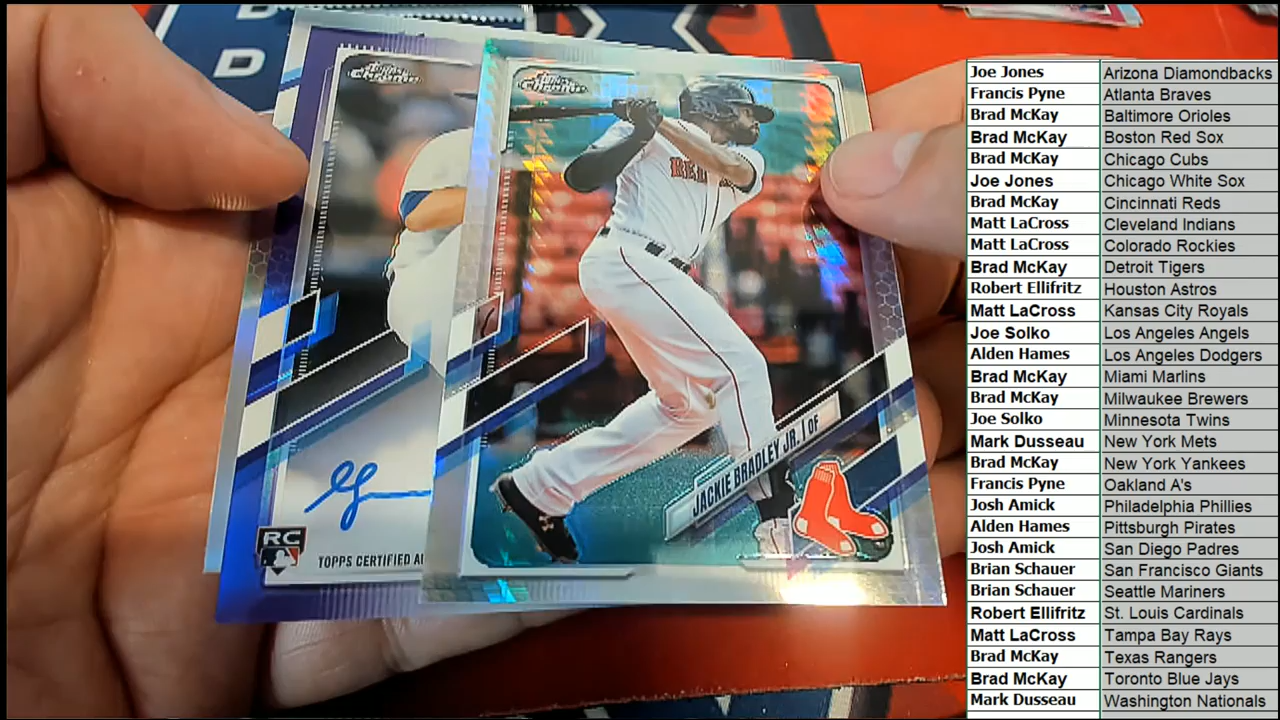 D
Topps
Chrome
Topps
Chrome
RED
JACKIE BRADLEY JR. | OF
RC
TOPPS CERTIFIED AU
Joe Jones Arizona Diamondbacks
Francis Pyne Atlanta Braves
Brad McKay Baltimore Orioles
Brad McKay Boston Red Sox
Brad McKay Chicago Cubs
Joe Jones Chicago White Sox
Brad McKay Cincinnati Reds
Matt LaCross Cleveland Indians
Matt LaCross Colorado Rockies
Brad McKay Detroit Tigers
Robert Ellifritz Houston Astros
Matt LaCross Kansas City Royals
Joe Solko Los Angeles Angels
Alden Hames Los Angeles Dodgers
Brad McKay Miami Marlins
Brad McKay Milwaukee Brewers
Joe Solko Minnesota Twins
Mark Dusseau New York Mets
Brad McKay New York Yankees
Francis Pyne Oakland A's
Josh Amick Philadelphia Phillies
Alden Hames Pittsburgh Pirates
Josh Amick San Diego Padres
Brian Schauer San Francisco Giants
Brian Schauer Seattle Mariners
Robert Ellifritz St. Louis Cardinals
Matt LaCross Tampa Bay Rays
Brad McKay Texas Rangers
Brad McKay Toronto Blue Jays
Mark Dusseau Washington Nationals